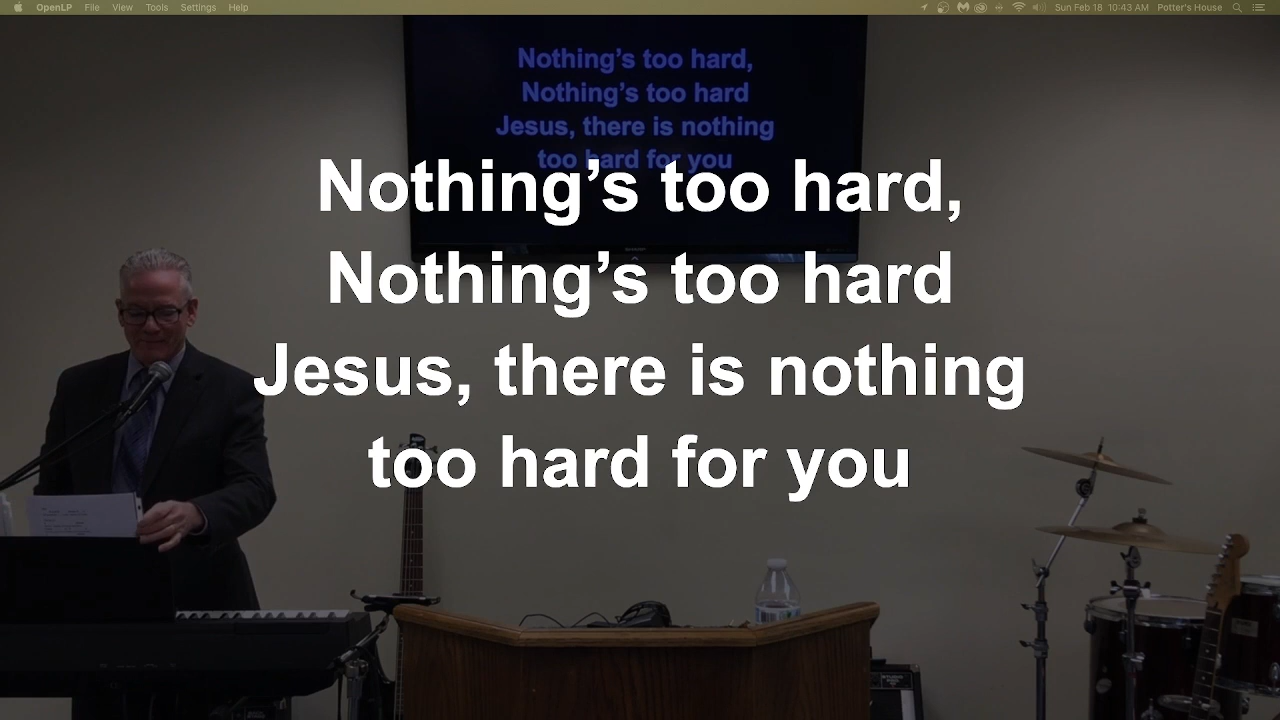 OpenLP File View Tools Settings Help Sun Feb 18 10:43 AM Potter's House
Nothing's too hard,
Nothing's too hard
Jesus, there is nothing
too hard for you
Nothing’s too hard,
Nothing’s too hard
Jesus, there is nothing
too hard for you